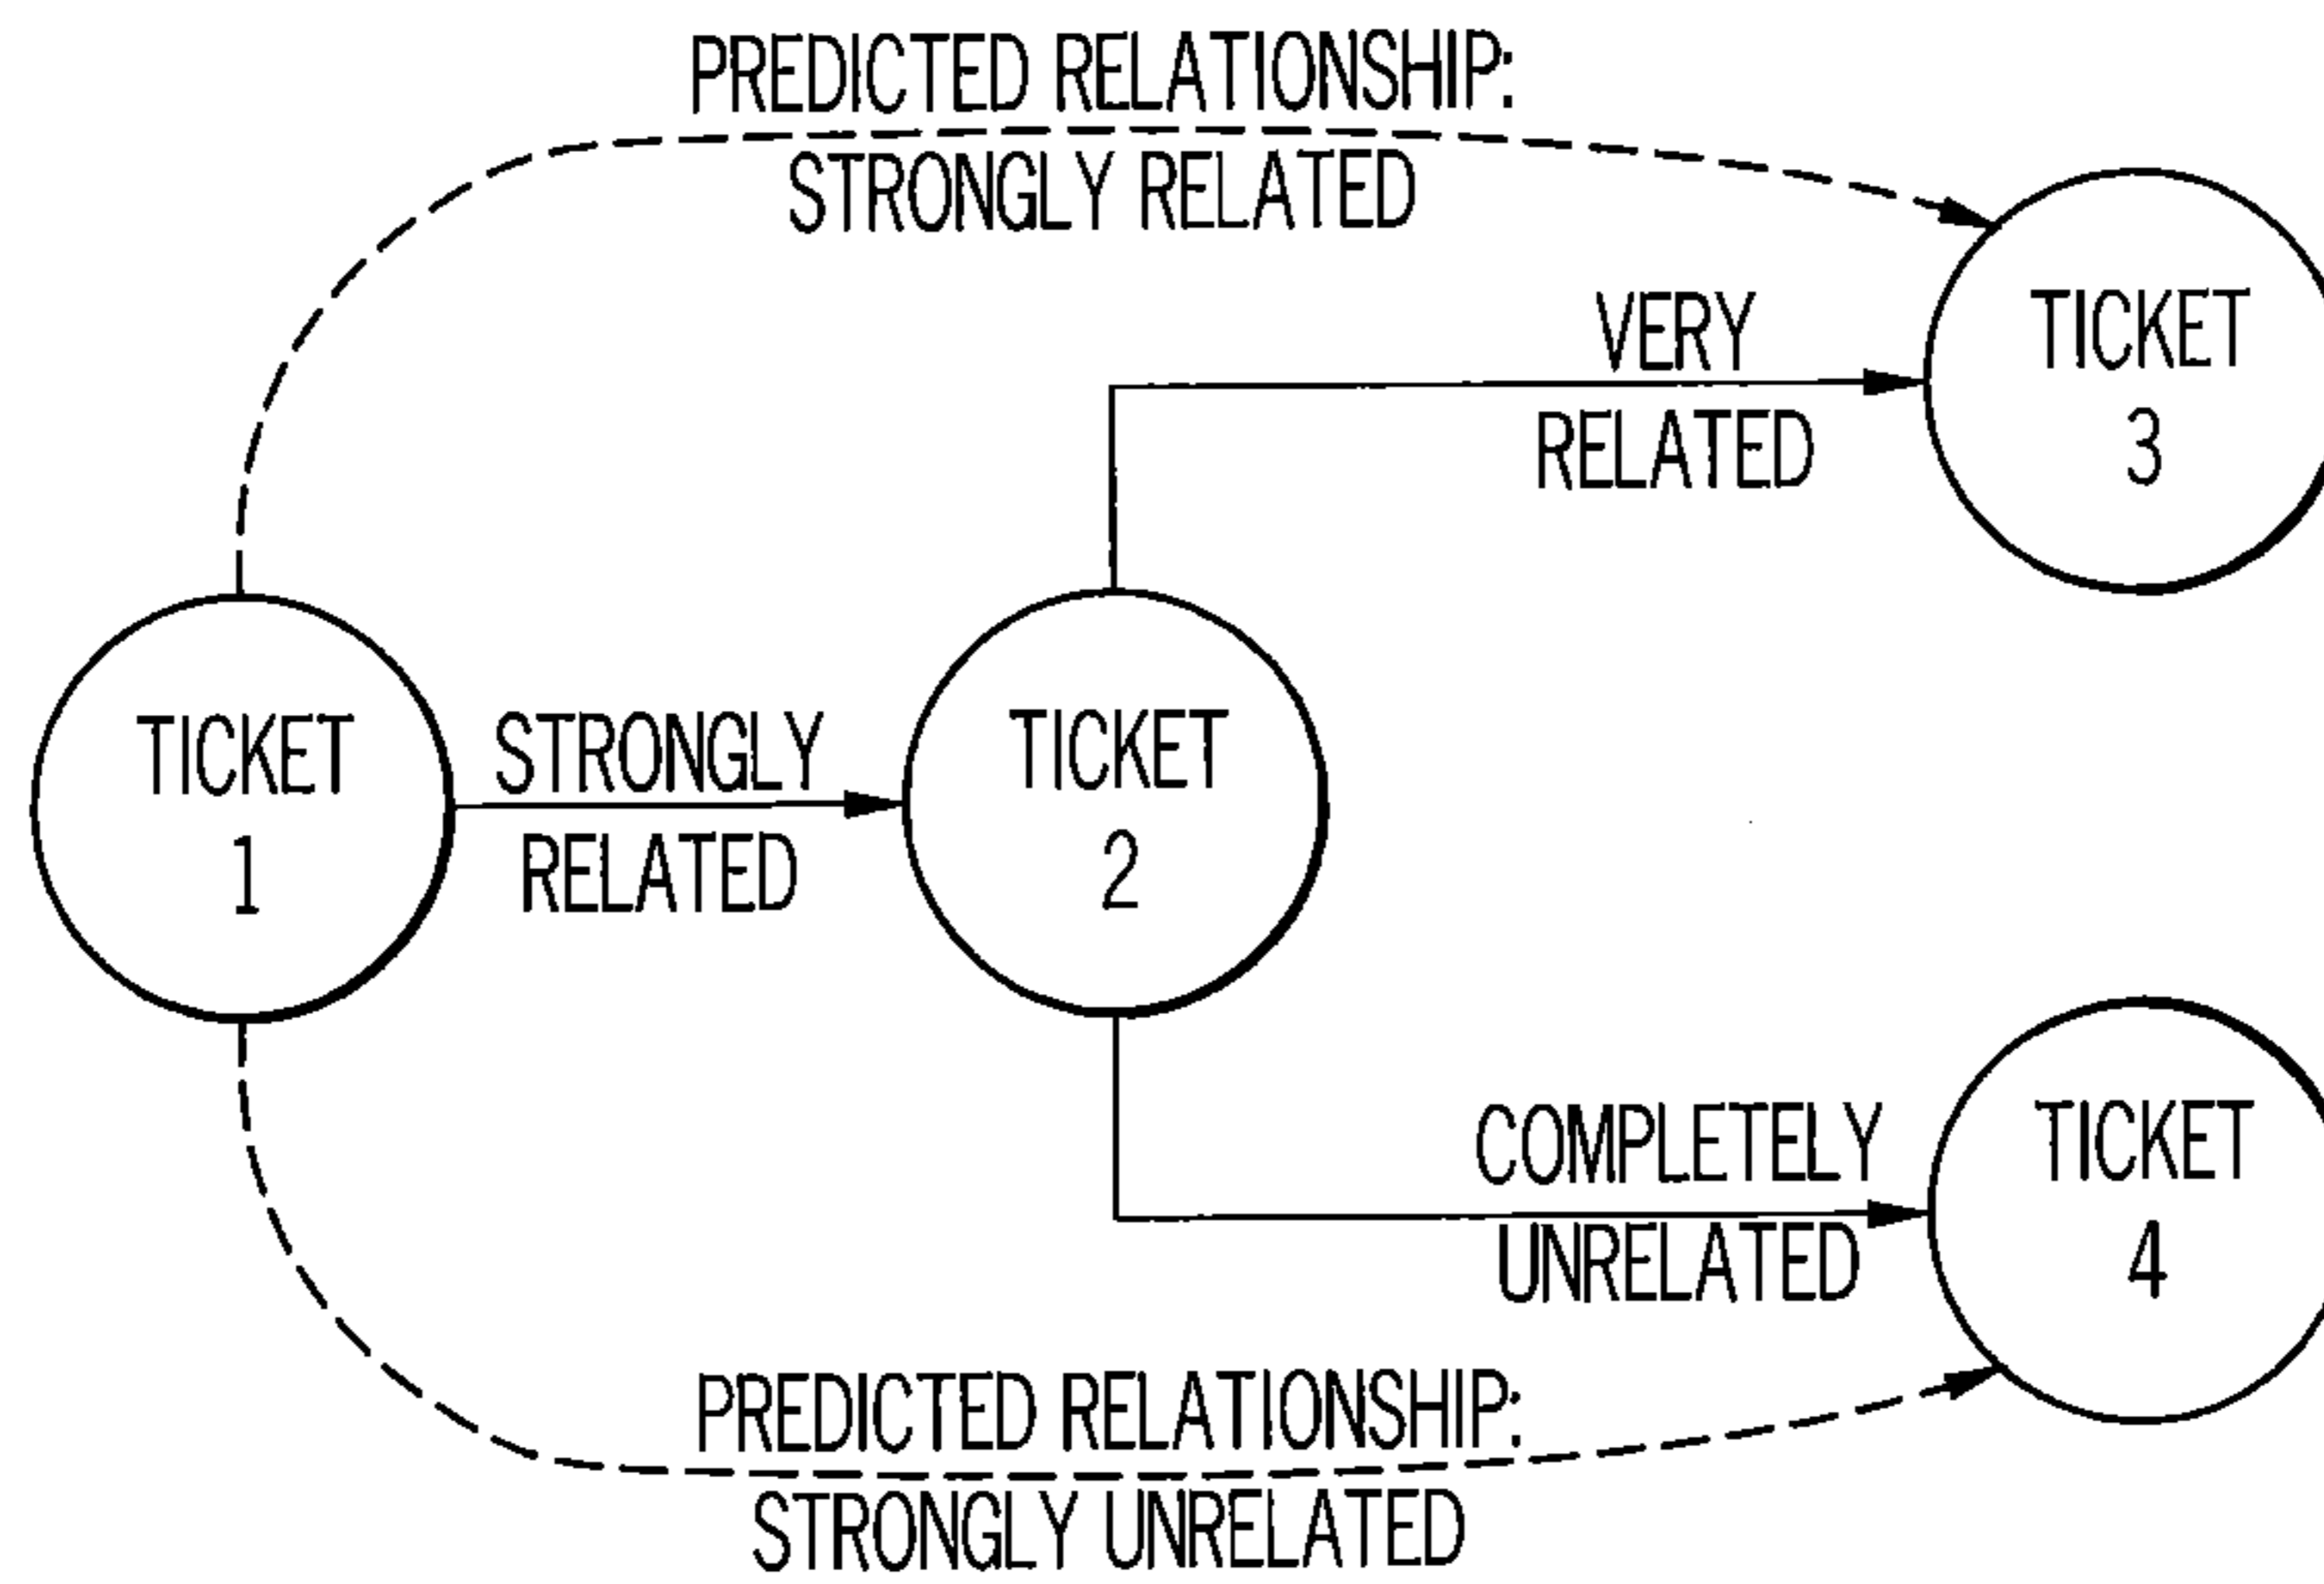 PREDICTED RELATIONSHIP:
STRONGLY RELATED
VERY
RELATED
TICKET
3
TICKET
1
STRONGLY
RELATED
TICKET
2
COMPLETELY
UNRELATED
TICKET
4
PREDICTED RELATIONSHIP:
STRONGLY UNRELATED